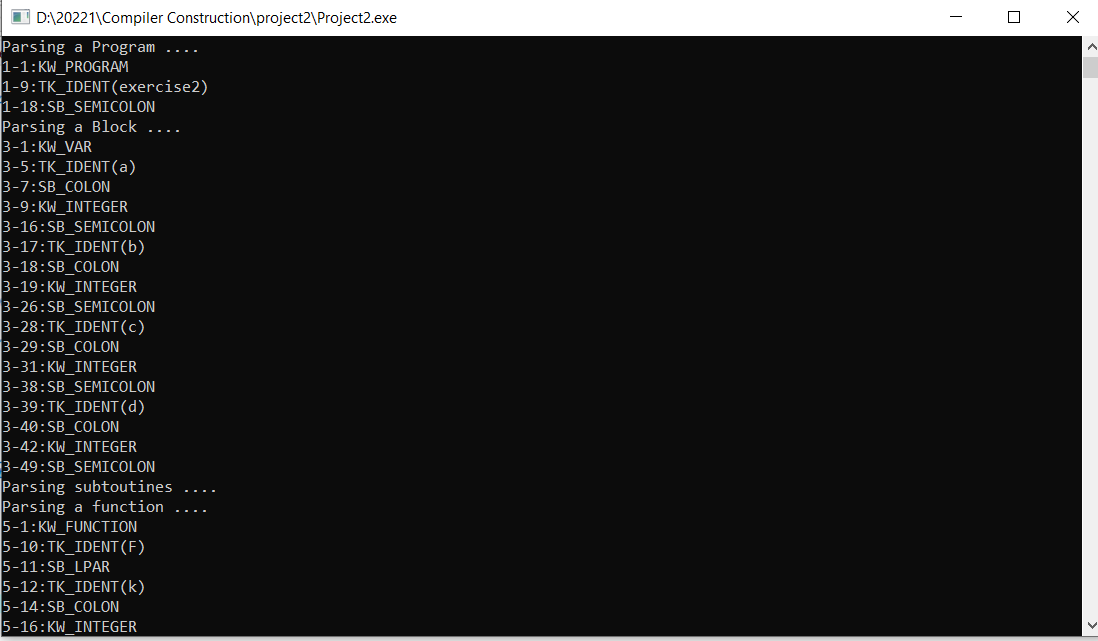 D:\20221\Compiler Construction\project2\Project2.exe
Parsing a Program ....
1-1:KW_PROGRAM
1-9:TK_IDENT(exercise2)
1-18:SB_SEMICOLON
Parsing a Block ....
3-1:KW_VAR
3-5:TK_IDENT(a)
3-7:SB_COLON
3-9:KW_INTEGER
3-16:SB_SEMICOLON
3-17:TK_IDENT(b)
3-18:SB_COLON
3-19:KW_INTEGER
3-26:SB_SEMICOLON
3-28:TK_IDENT(c)
3-29:SB_COLON
3-31:KW_INTEGER
3-38:SB_SEMICOLON
3-39:TK_IDENT(d)
3-40:SB_COLON
3-42:KW_INTEGER
3-49:SB_SEMICOLON
Parsing subtoutines ....
Parsing a function ....
5-1:KW_FUNCTION
5-10:TK_IDENT(F)
5-11:SB_LPAR
5-12:TK_IDENT(k)
5-14:SB_COLON
5-16:KW_INTEGER